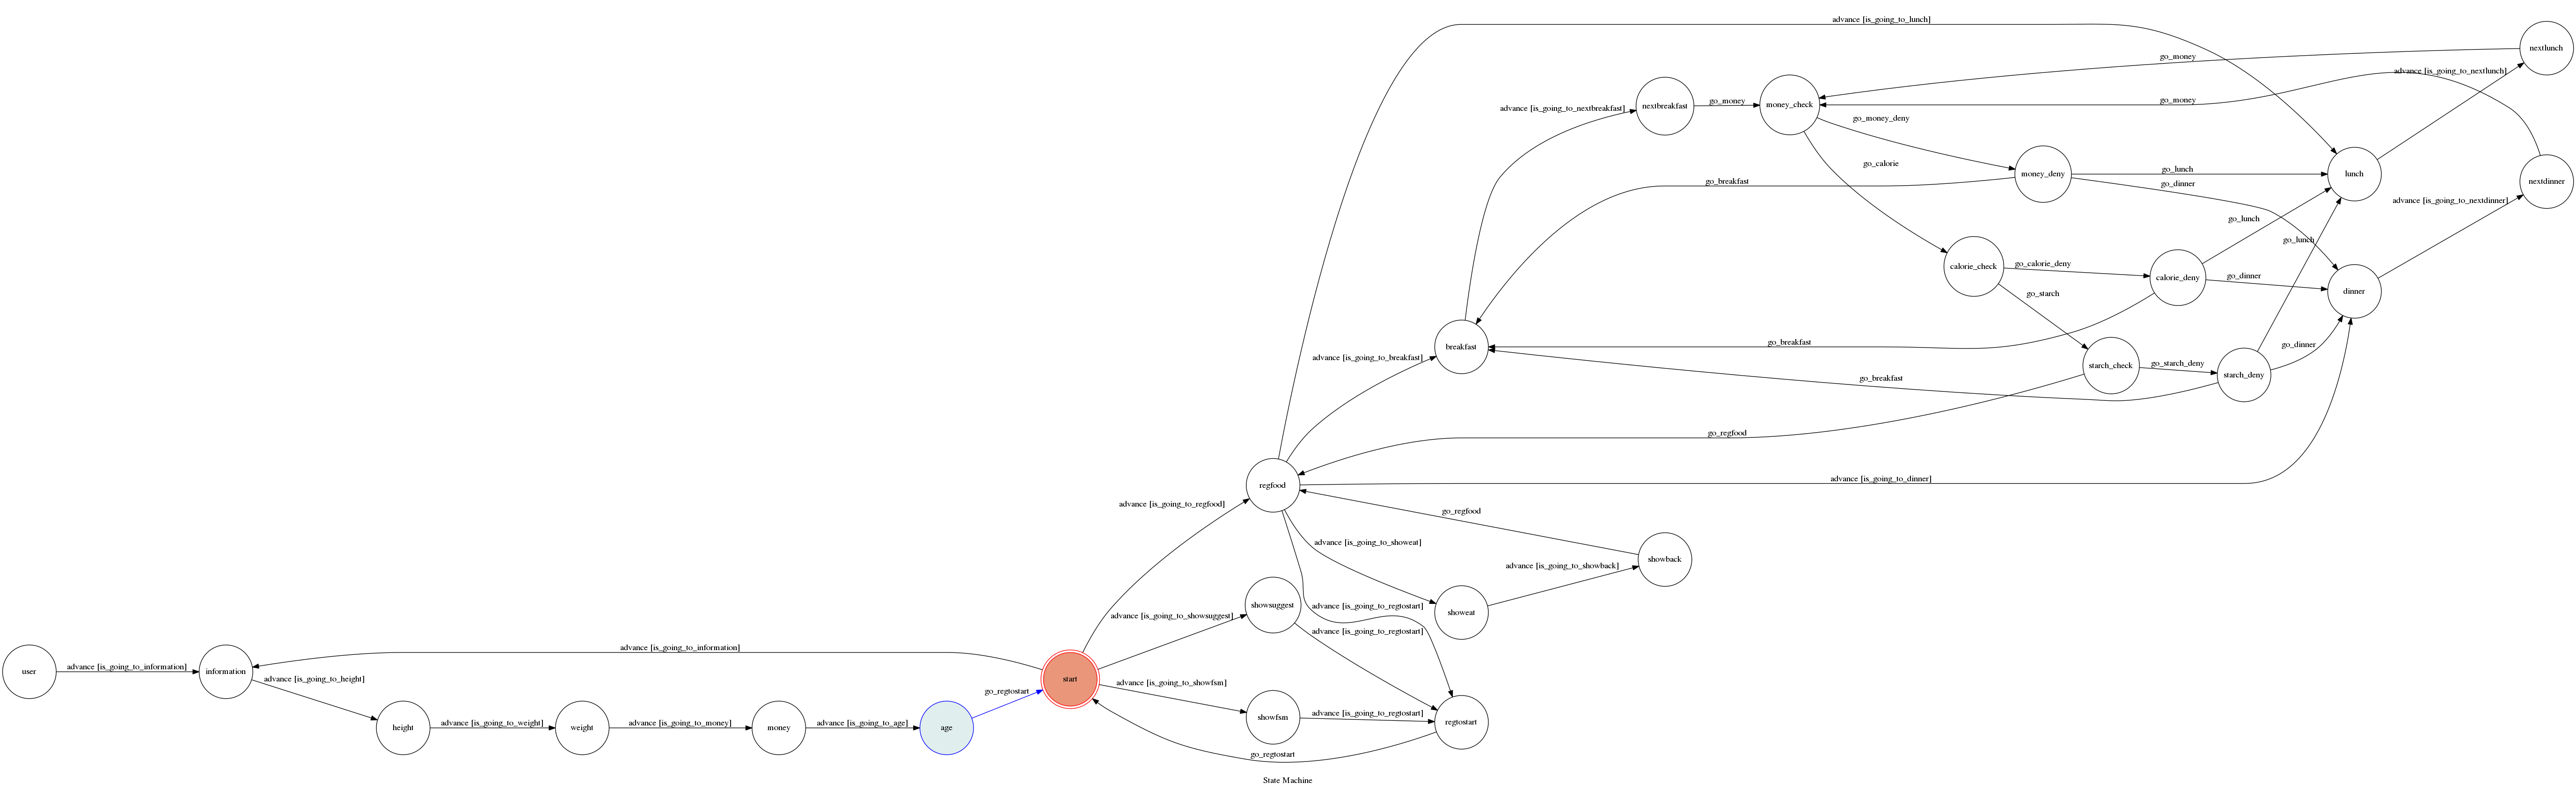 advance [is_going_to_lunch]
nextlunch
go_money
advance [is_going_to_nextlunch]
nextbreakfast
go_money
money_check
go_money
advance [is_going_to_nextbreakfast]
go_money_deny
go_calorie
money_deny
go_lunch
lunch
go_breakfast
go_dinner
nextdinner
advance [is_going_to_nextdinner]
go_lunch
go_lunch
calorie_check
go_calorie_deny
calorie_deny
go_dinner
dinner
go_starch
breakfast
go_breakfast
go_dinner
advance [is_going_to_breakfast]
starch_check
go_starch_deny
starch_deny
go_breakfast
go_regfood
regfood
advance [is_going_to_dinner]
advance [is_going_to_regfood]
go_regfood
advance [is_going_to_showeat]
showback
advance [is_going_to_showback]
showsuggest
advance [is_going_to_regtostart]
showeat
advance [is_going_to_showsuggest]
advance [is_going_to_regtostart]
advance [is_going_to_information]
user
advance [is_going_to_information]
information
advance [is_going_to_height]
start
advance [is_going_to_showfsm]
go_regtostart
showfsm
advance [is_going_to_regtostart]
regtostart
height
advance [is_going_to_weight]
weight
advance [is_going_to_money]
money
advance [is_going_to_age]
age
go_regtostart
State Machine